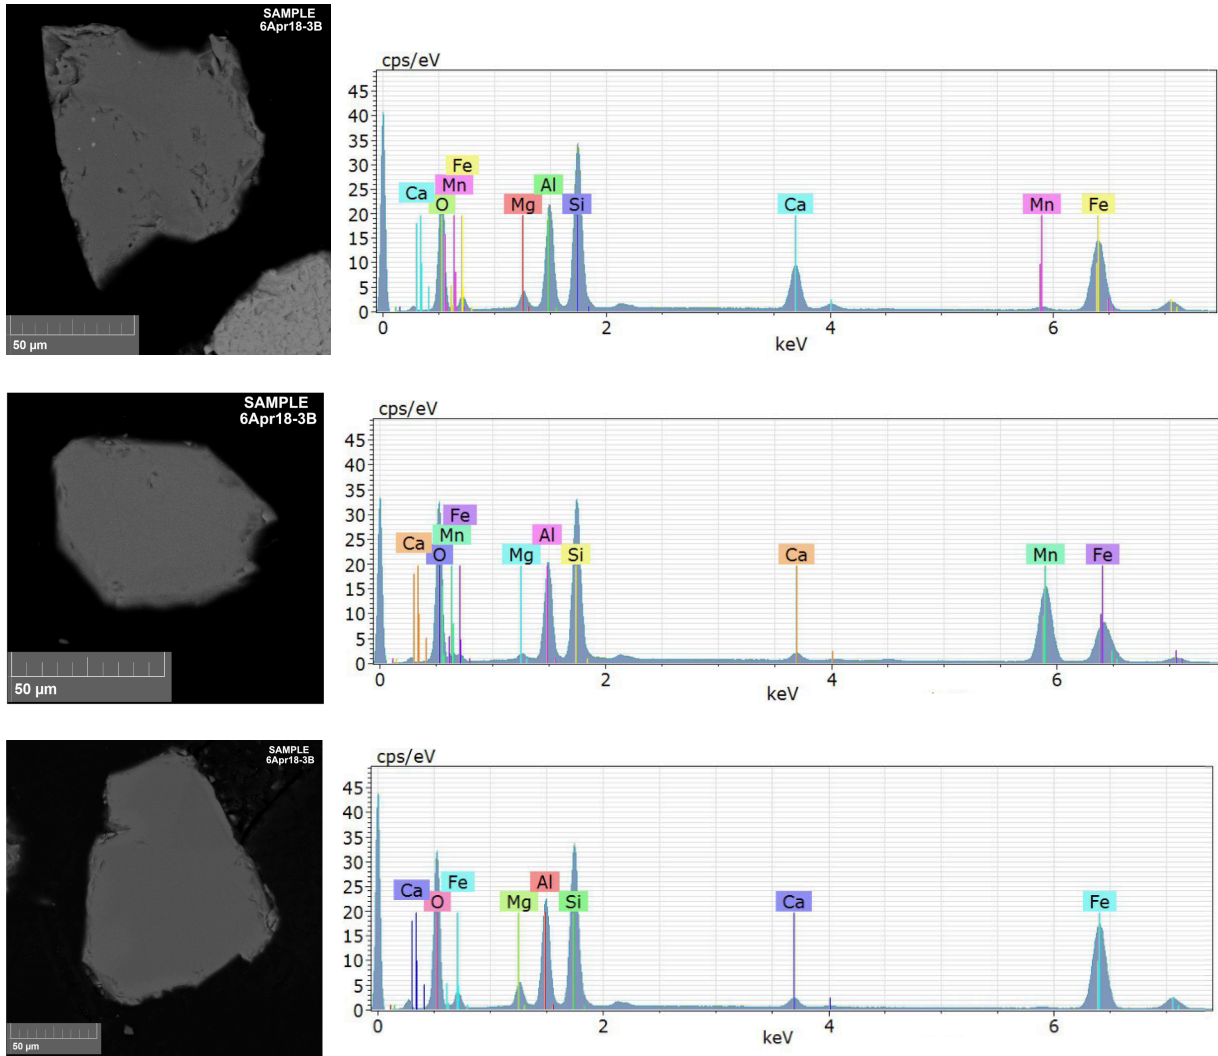 SAMPLE
6Apr18-3B
50 µm
cps/eV
45
40
35
30
25
20
15
10
5
0
Fe
Ca
Mn
O
Mg
Al
Si
Ca
Mn
Fe
0
2
4
6
keV
SAMPLE
6Apr18-3B
50 µm
cps/eV
45
40
35
30
25
20
15
10
5
0
Fe
Ca
Mn
O
Mg
Al
Si
Ca
Mn
Fe
0
2
4
6
keV
SAMPLE
6Apr18-3B
50 µm
cps/eV
45
40
35
30
25
20
15
10
5
0
Ca
Fe
O
Mg
Al
Si
Ca
Fe
0
2
4
6
keV